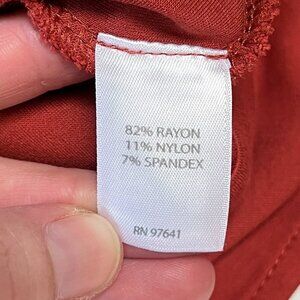 82% RAYON
11% NYLON
7% SPANDEX
RN 97641